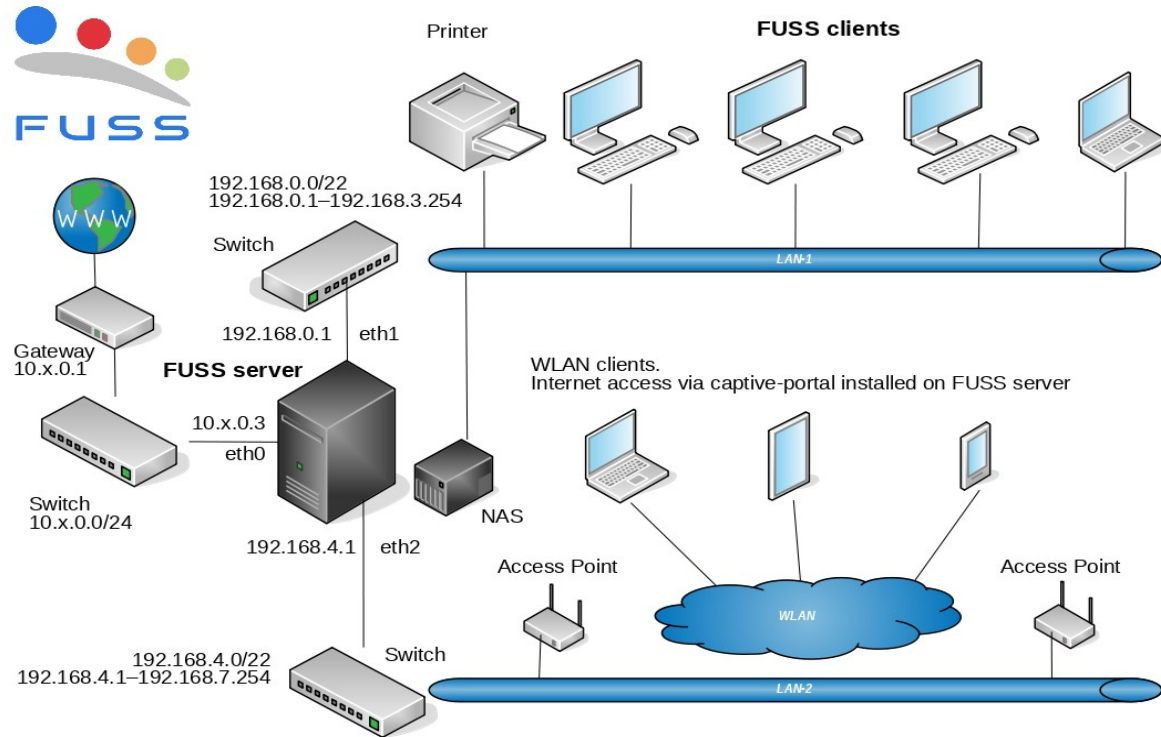 FUSS
Printer
FUSS clients
192.168.0.0/22
192.168.0.1–192.168.3.254
Switch
WWW
LAN-1
192.168.0.1
eth1
Gateway
10.x.0.1
FUSS server
WLAN clients.
Internet access via captive-portal installed on FUSS server
10.x.0.3
eth0
Switch
10.x.0.0/24
NAS
192.168.4.1
eth2
Access Point
Access Point
WLAN
192.168.4.0/22
192.168.4.1–192.168.7.254
Switch
LAN-2